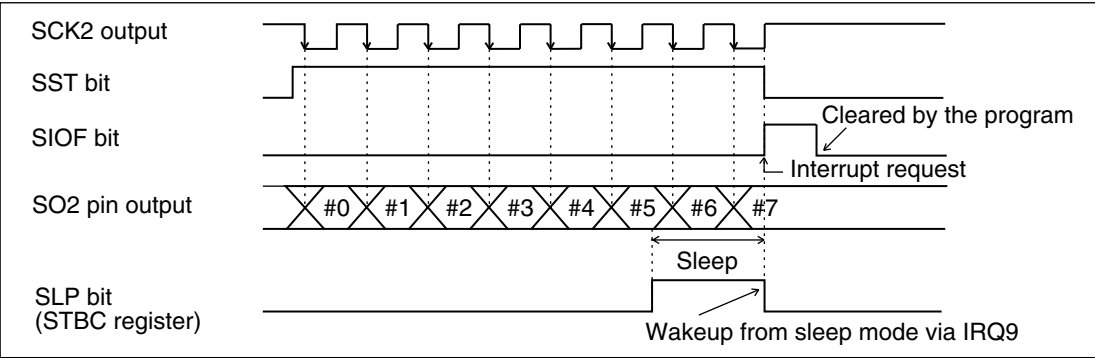 SCK2 output
SST bit
SIOF bit
Cleared by the program
Interrupt request
SO2 pin output
#0 #1 #2 #3 #4 #5 #6 #7
Sleep
SLP bit
(STBC register)
Wakeup from sleep mode via IRQ9